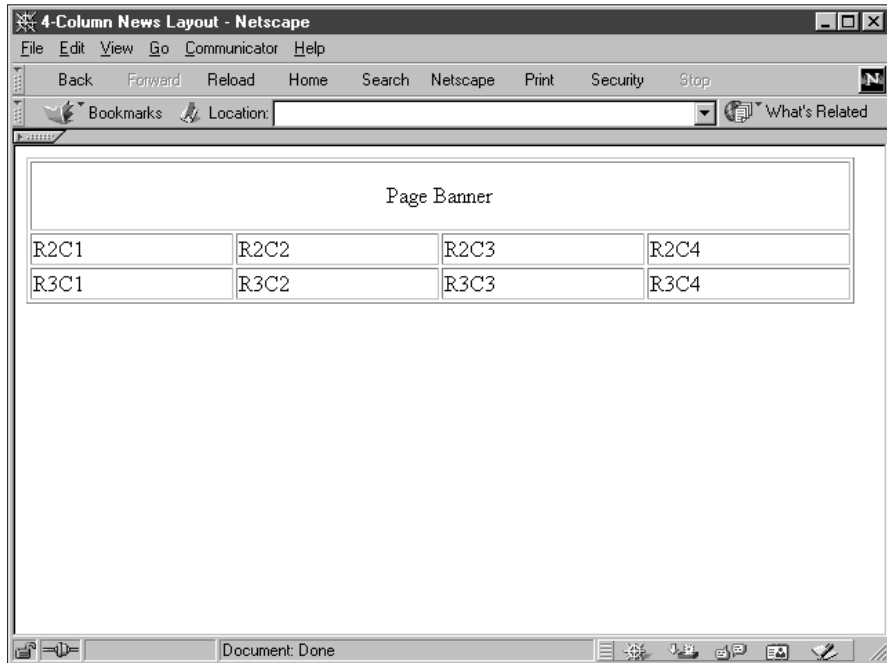 4-Column News Layout - Netscape
File Edit View Go Communicator Help
Back Forward Reload Home Search Netscape Print Security Stop N
Bookmarks Location: What's Related
Page Banner
R2C1 R2C2 R2C3 R2C4
R3C1 R3C2 R3C3 R3C4
Document: Done